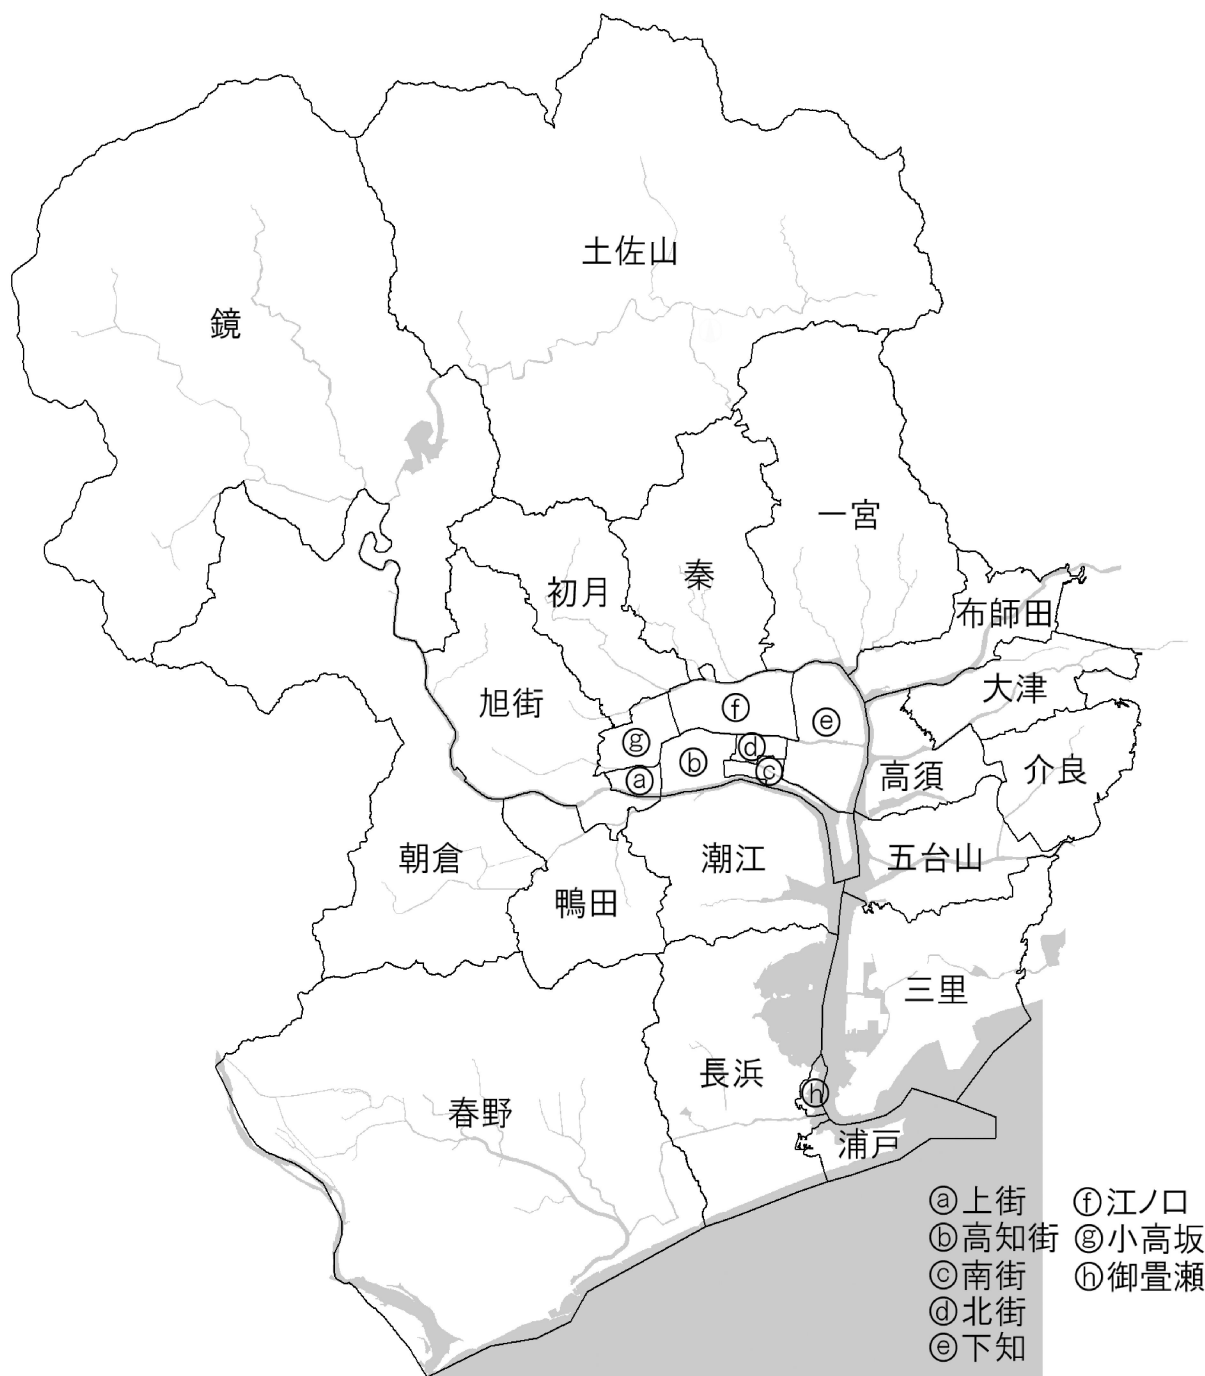 土佐山
鏡
一宮
秦
初月
布師田
大津
旭街
ⓕ
ⓔ
ⓖ
ⓓ
ⓑ
ⓒ
ⓐ
高須
介良
朝倉
潮江
五台山
鴨田
三里
長浜
ⓗ
春野
浦戸
ⓐ上街
ⓑ高知街
ⓒ南街
ⓓ北街
ⓔ下知
ⓕ江ノ口
ⓖ小高坂
ⓗ御畳瀬